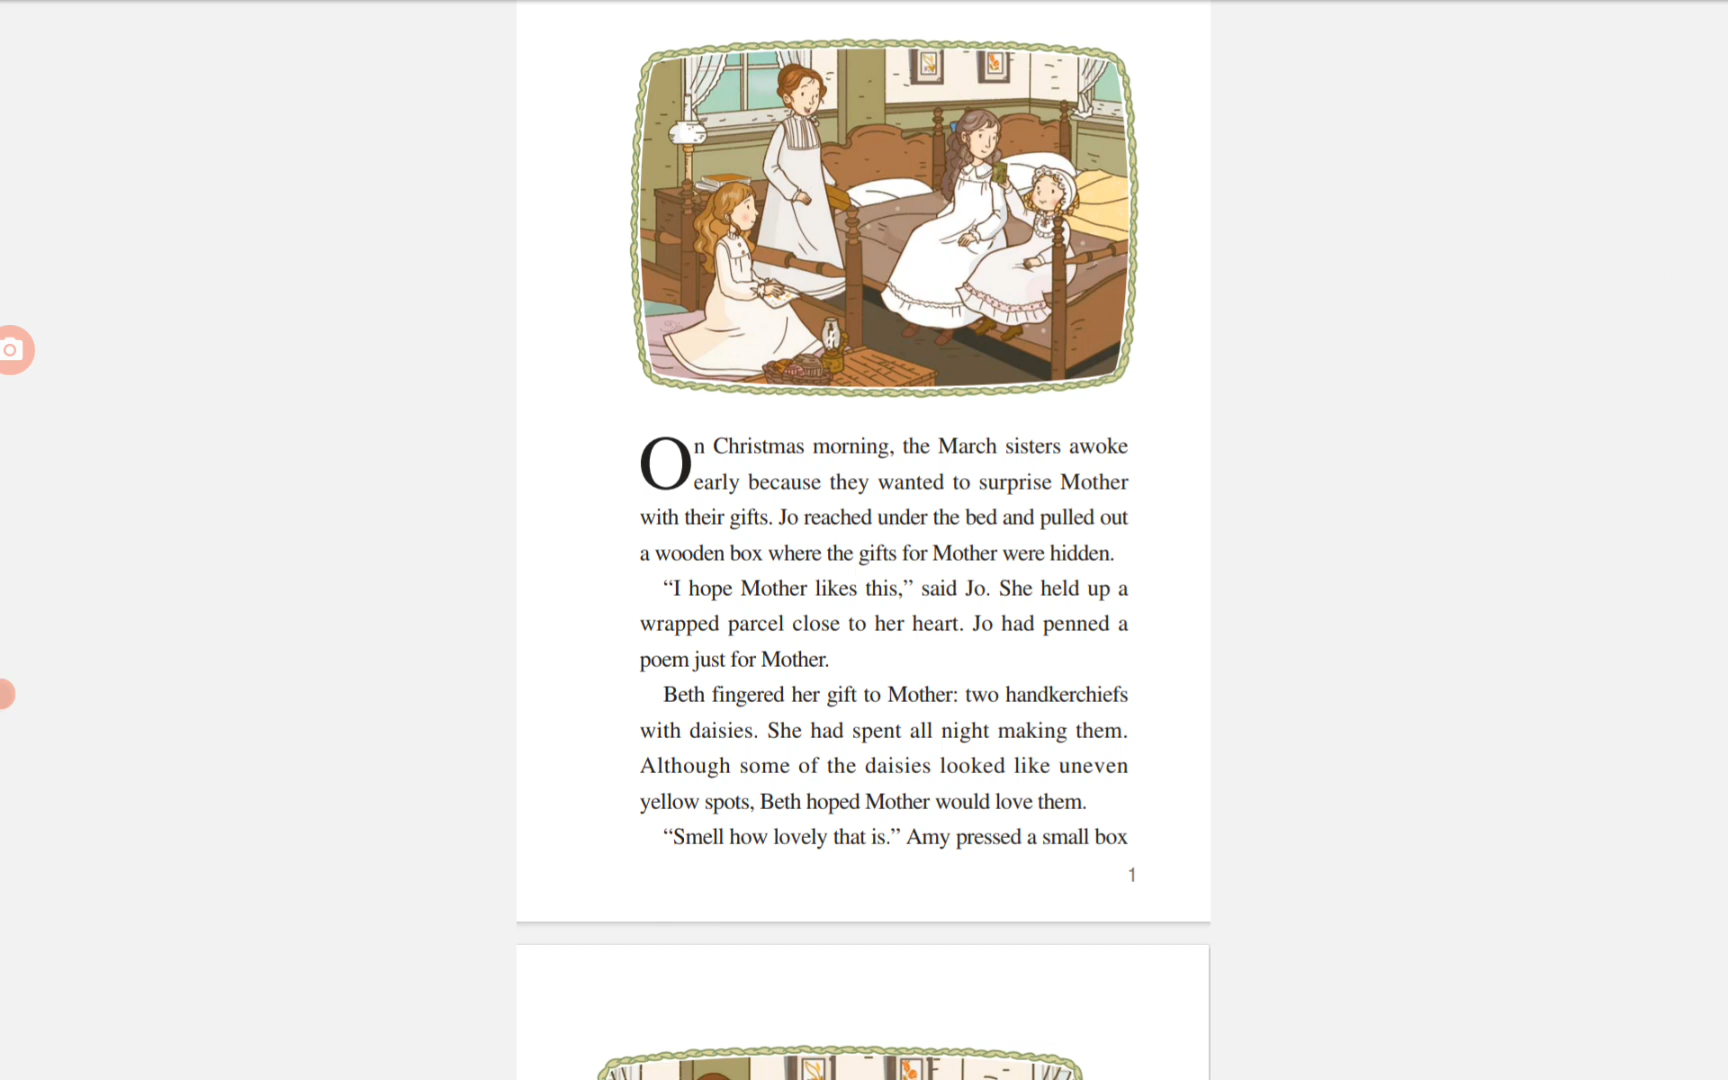 On Christmas morning, the March sisters awoke
early because they wanted to surprise Mother
with their gifts. Jo reached under the bed and pulled out
a wooden box where the gifts for Mother were hidden.
“I hope Mother likes this,” said Jo. She held up a
wrapped parcel close to her heart. Jo had penned a
poem just for Mother.
Beth fingered her gift to Mother: two handkerchiefs
with daisies. She had spent all night making them.
Although some of the daisies looked like uneven
yellow spots, Beth hoped Mother would love them.
“Smell how lovely that is.” Amy pressed a small box
1